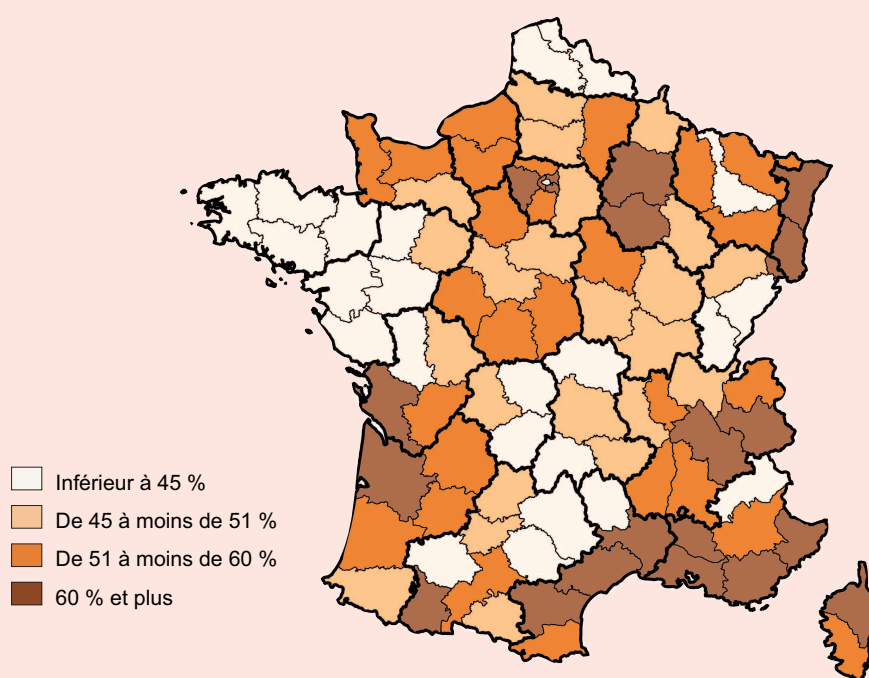 Inférieur à 45 %
De 45 à moins de 51 %
De 51 à moins de 60 %
60 % et plus